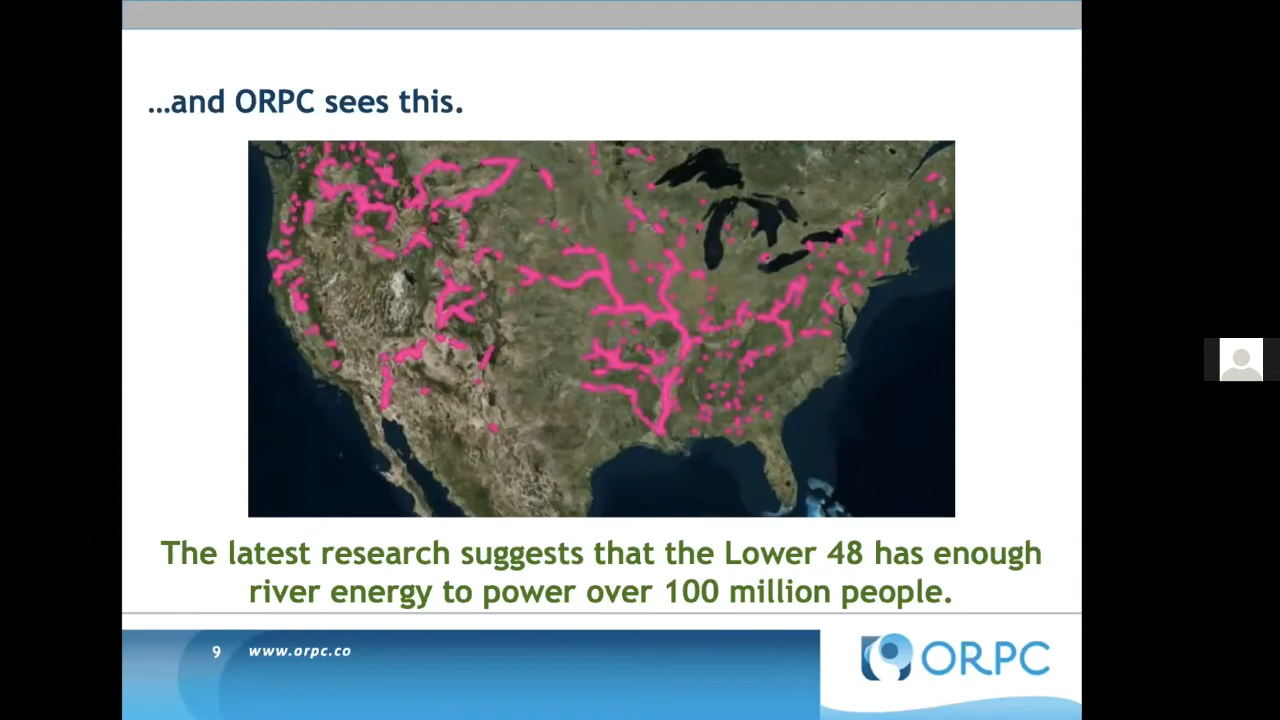 …and ORPC sees this.
The latest research suggests that the Lower 48 has enough
river energy to power over 100 million people.
9 www.orpc.co
ORPC